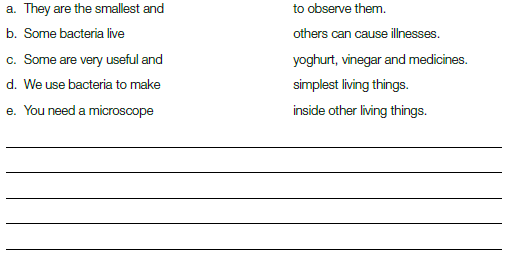 a. They are the smallest and to observe them.
b. Some bacteria live others can cause illnesses.
c. Some are very useful and yoghurt, vinegar and medicines.
d. We use bacteria to make simplest living things.
e. You need a microscope inside other living things.